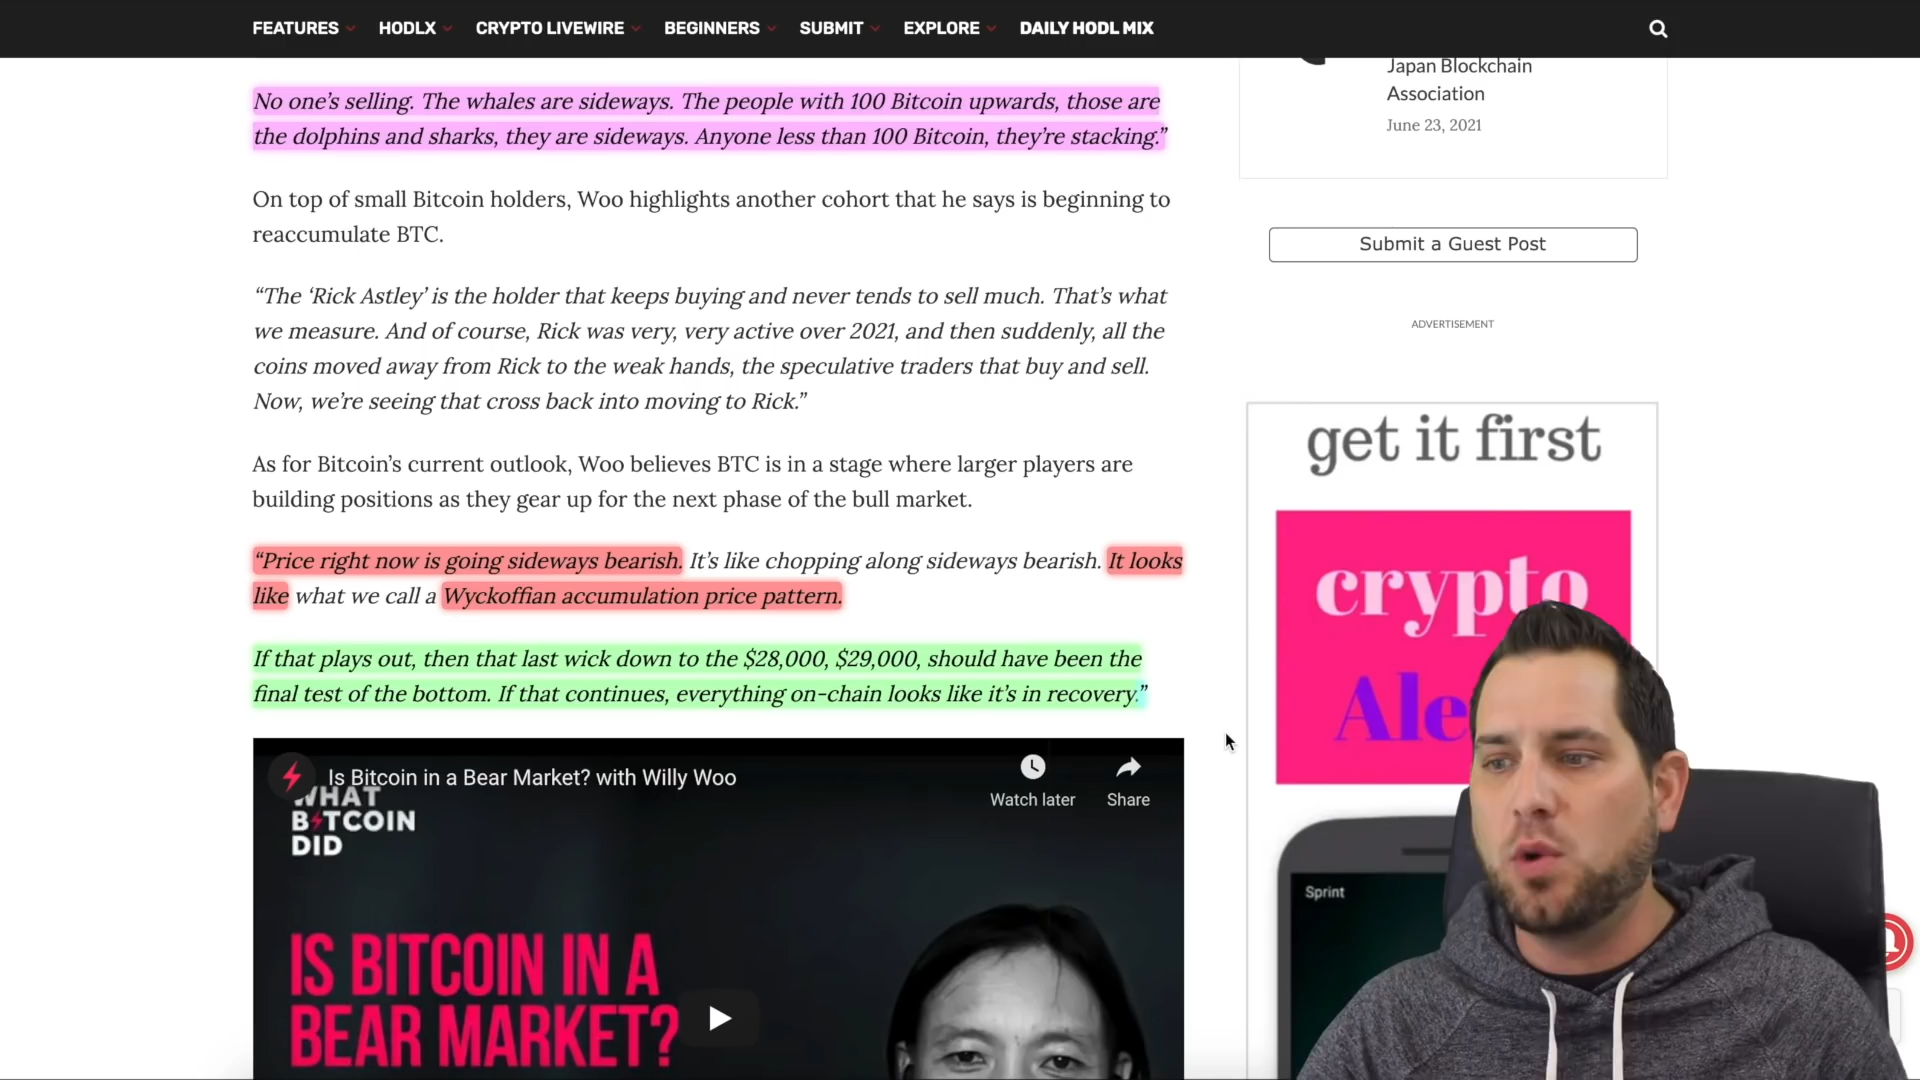 FEATURES HODLX CRYPTO LIVEWIRE BEGINNERS SUBMIT EXPLORE DAILY HODL MIX
No one's selling. The whales are sideways. The people with 100 Bitcoin upwards, those are
the dolphins and sharks, they are sideways. Anyone less than 100 Bitcoin, they're stacking.”
On top of small Bitcoin holders, Woo highlights another cohort that he says is beginning to
reaccumulate BTC.
“The ‘Rick Astley’ is the holder that keeps buying and never tends to sell much. That's what
we measure. And of course, Rick was very, very active over 2021, and then suddenly, all the
coins moved away from Rick to the weak hands, the speculative traders that buy and sell.
Now, we're seeing that cross back into moving to Rick.”
As for Bitcoin's current outlook, Woo believes BTC is in a stage where larger players are
building positions as they gear up for the next phase of the bull market.
“Price right now is going sideways bearish. It's like chopping along sideways bearish. It looks
like what we call a Wyckoffian accumulation price pattern.
If that plays out, then that last wick down to the $28,000, $29,000, should have been the
final test of the bottom. If that continues, everything on-chain looks like it's in recovery.”
Is Bitcoin in a Bear Market? with Willy Woo
Watch later
Share
WHAT
BITCOIN
DID
IS BITCOIN IN A
BEAR MARKET?
Japan Blockchain
Association
June 23, 2021
Submit a Guest Post
ADVERTISEMENT
get it first
crypto
Ale
Sprint